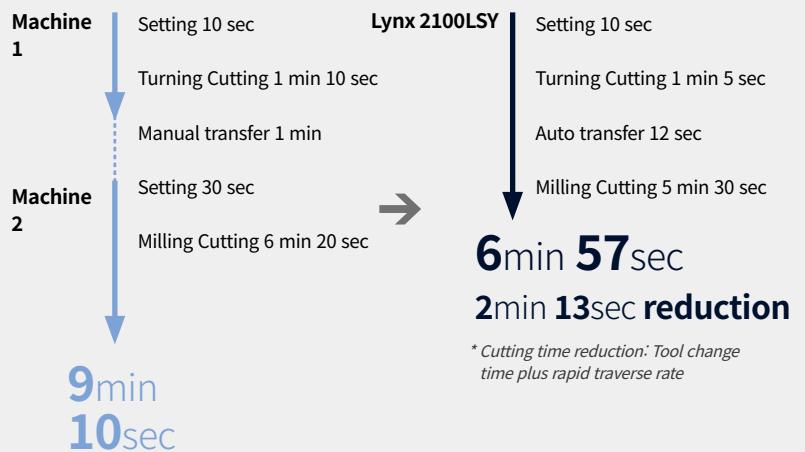 Machine
1
Setting 10 sec
Turning Cutting 1 min 10 sec
Manual transfer 1 min
Machine
2
Setting 30 sec
Milling Cutting 6 min 20 sec
9min
10sec
Lynx 2100LSY
Setting 10 sec
Turning Cutting 1 min 5 sec
Auto transfer 12 sec
Milling Cutting 5 min 30 sec
6min 57sec
2min 13sec reduction
* Cutting time reduction: Tool change
time plus rapid traverse rate